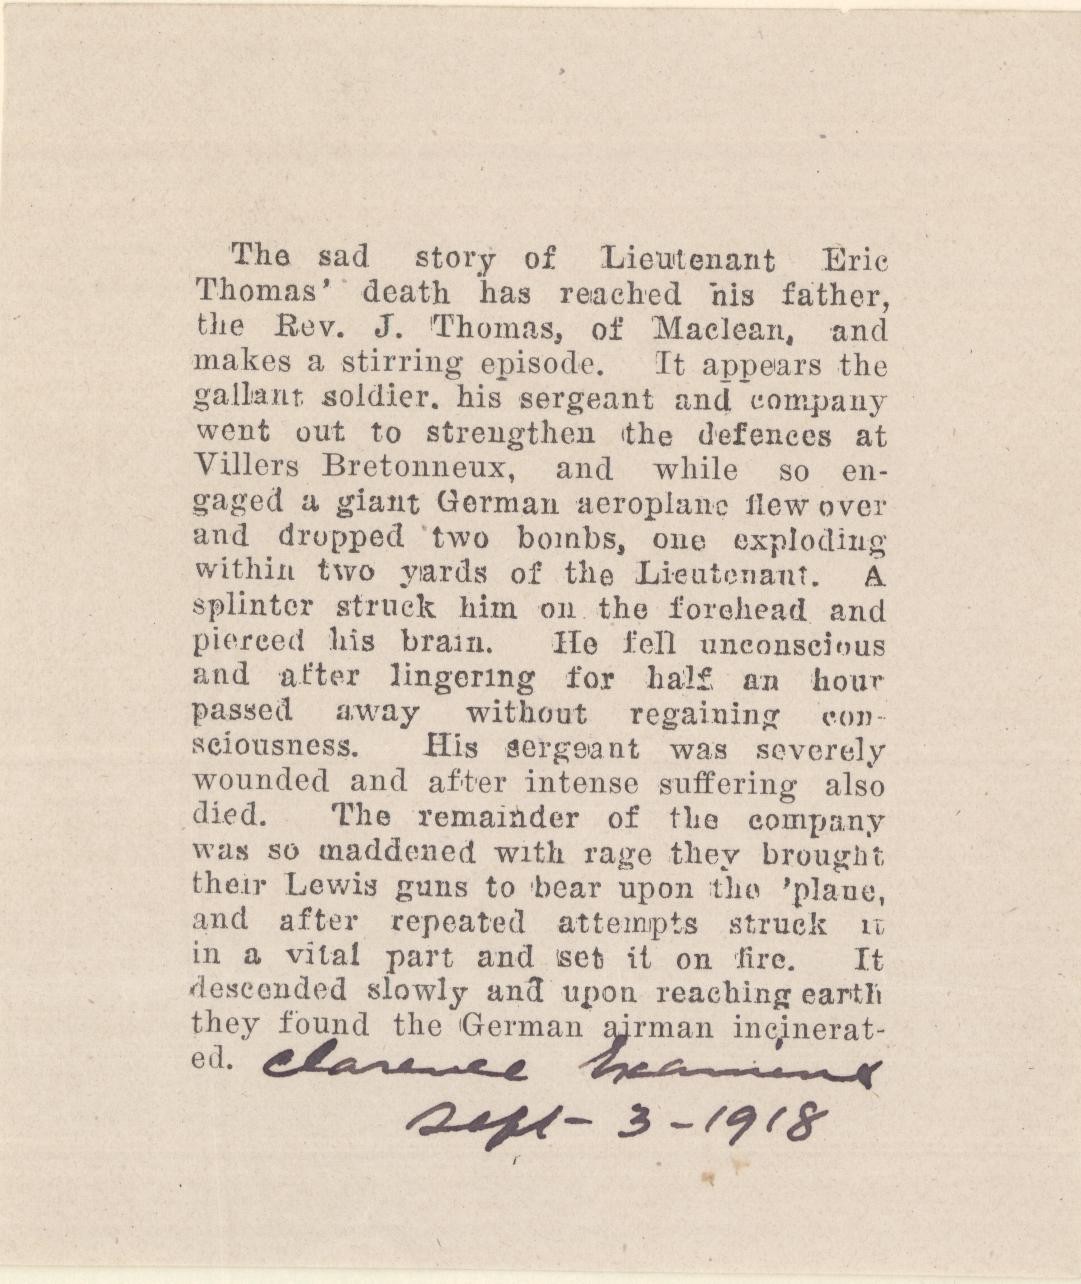 The sad story of Lieutenant Eric
Thomas' death has reached his father,
the Rev. J. Thomas, of Maclean, and
makes a stirring episode. It appears the
gallant soldier, his sergeant and company
went out to strengthen the defences at
Villers Bretonneux, and while so en-
gaged a giant German aeroplane flew over
and dropped two bombs, one exploding
within two yards of the Lieutenant. A
splinter struck him on the forehead and
pierced his brain. He fell unconscious
and after lingering for half an hour
passed away without regaining con-
sciousness. His sergeant was severely
wounded and after intense suffering also
died. The remainder of the company
was so maddened with rage they brought
their Lewis guns to bear upon the 'plane,
and after repeated attempts struck it
in a vital part and set it on fire. It
descended slowly and upon reaching earth
they found the German airman incinerat-
ed. Clarence Examiner
Sept - 3 - 1918